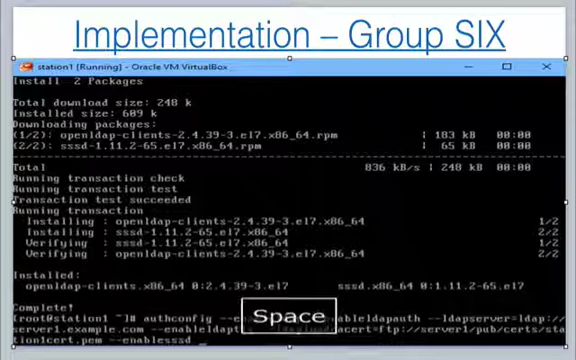 Implementation – Group SIX
station1 [Running] - Oracle VM VirtualBox
Install 2 Packages
Total download size: 248 k
Installed size: 609 k
Downloading packages:
(1/2): openldap-clients-2.4.39-3.el7.x86_64.rpm | 183 kB 00:00
(2/2): sssd-1.11.2-65.el7.x86_64.rpm | 65 kB 00:00
Total 836 kB/s | 248 kB 00:00
Running transaction check
Running transaction test
Transaction test succeeded
Running transaction
Installing : openldap-clients-2.4.39-3.el7.x86_64 1/2
Installing : sssd-1.11.2-65.el7.x86_64 2/2
Verifying : sssd-1.11.2-65.el7.x86_64 1/2
Verifying : openldap-clients-2.4.39-3.el7.x86_64 2/2
Installed:
openldap-clients.x86_64 0:2.4.39-3.el7 sssd.x86_64 0:1.11.2-65.el7
Complete!
[root@station1 ~]# authconfig --enableldapauth --ldapserver=ldap://
server1.example.com --enableldaptls =ftp://server1/pub/certs/sta
tion1cert.pem --enablesssd _
Space